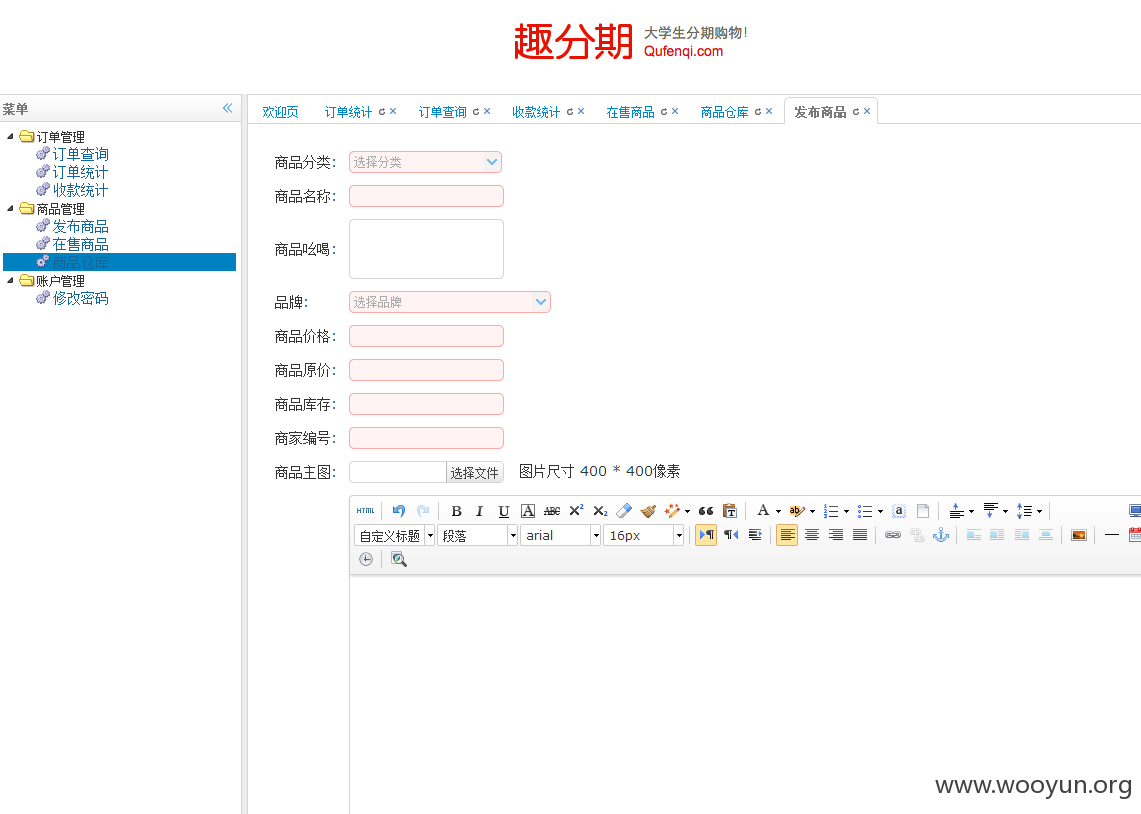 趣分期 大学生分期购物!
Qufenqi.com
菜单
欢迎页 订单统计 订单查询 收款统计 在售商品 商品仓库 发布商品
订单管理
订单查询
订单统计
收款统计
商品管理
发布商品
在售商品
商品仓库
账户管理
修改密码
商品分类: 选择分类
商品名称:
商品吆喝:
品牌: 选择品牌
商品价格:
商品原价:
商品库存:
商家编号:
商品主图: 选择文件 图片尺寸 400 * 400像素
HTML B I U A ABC X² X₂ A ab a
自定义标题 段落 arial 16px
www.wooyun.org